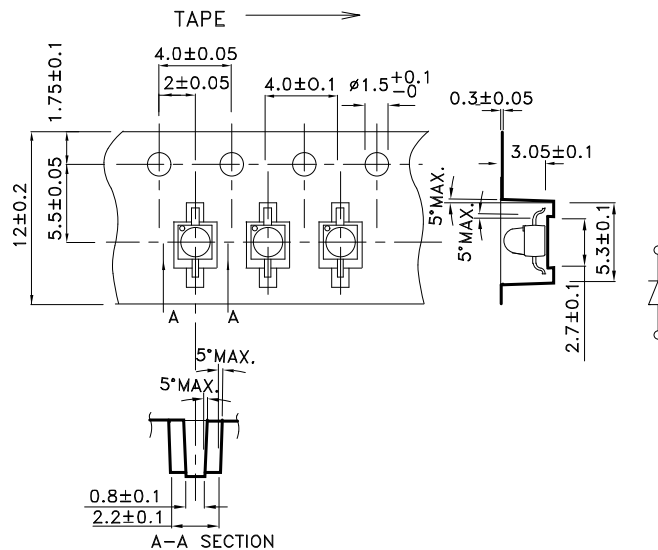 TAPE
4.0±0.05
2±0.05
4.0±0.1
ø1.5+0.1 -0
1.75±0.1
0.3±0.05
3.05±0.1
12±0.2
5.5±0.05
5°MAX.
5°MAX.
5.3±0.1
2.7±0.1
A A
5°MAX.
5°MAX.
0.8±0.1
2.2±0.1
A-A SECTION